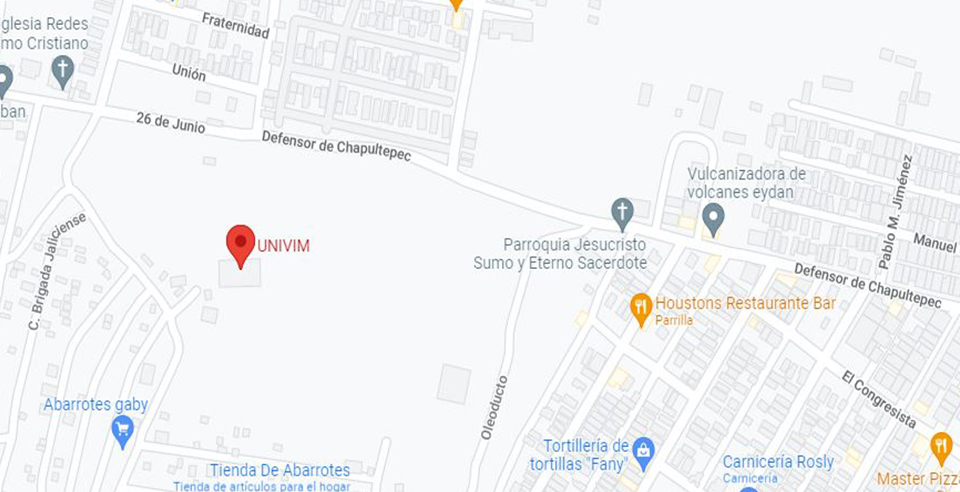 Iglesia Redes
mo Cristiano
Fraternidad
Unión
ban
26 de Junio
Defensor de Chapultepec
Vulcanizadora de
volcanes eydan
Pablo M. Jiménez
C. Brigada Jaliciense
UNIVIM
Parroquia Jesucristo
Sumo y Eterno Sacerdote
Manuel
Defensor de Chapultepec
Houstons Restaurante Bar
Parrilla
Oleoducto
El Congresista
Abarrotes gaby
Tienda De Abarrotes
Tienda de artículos para el hogar
Tortillería de
tortillas "Fany"
Carnicería Rosly
Carnicería
Master Pizz